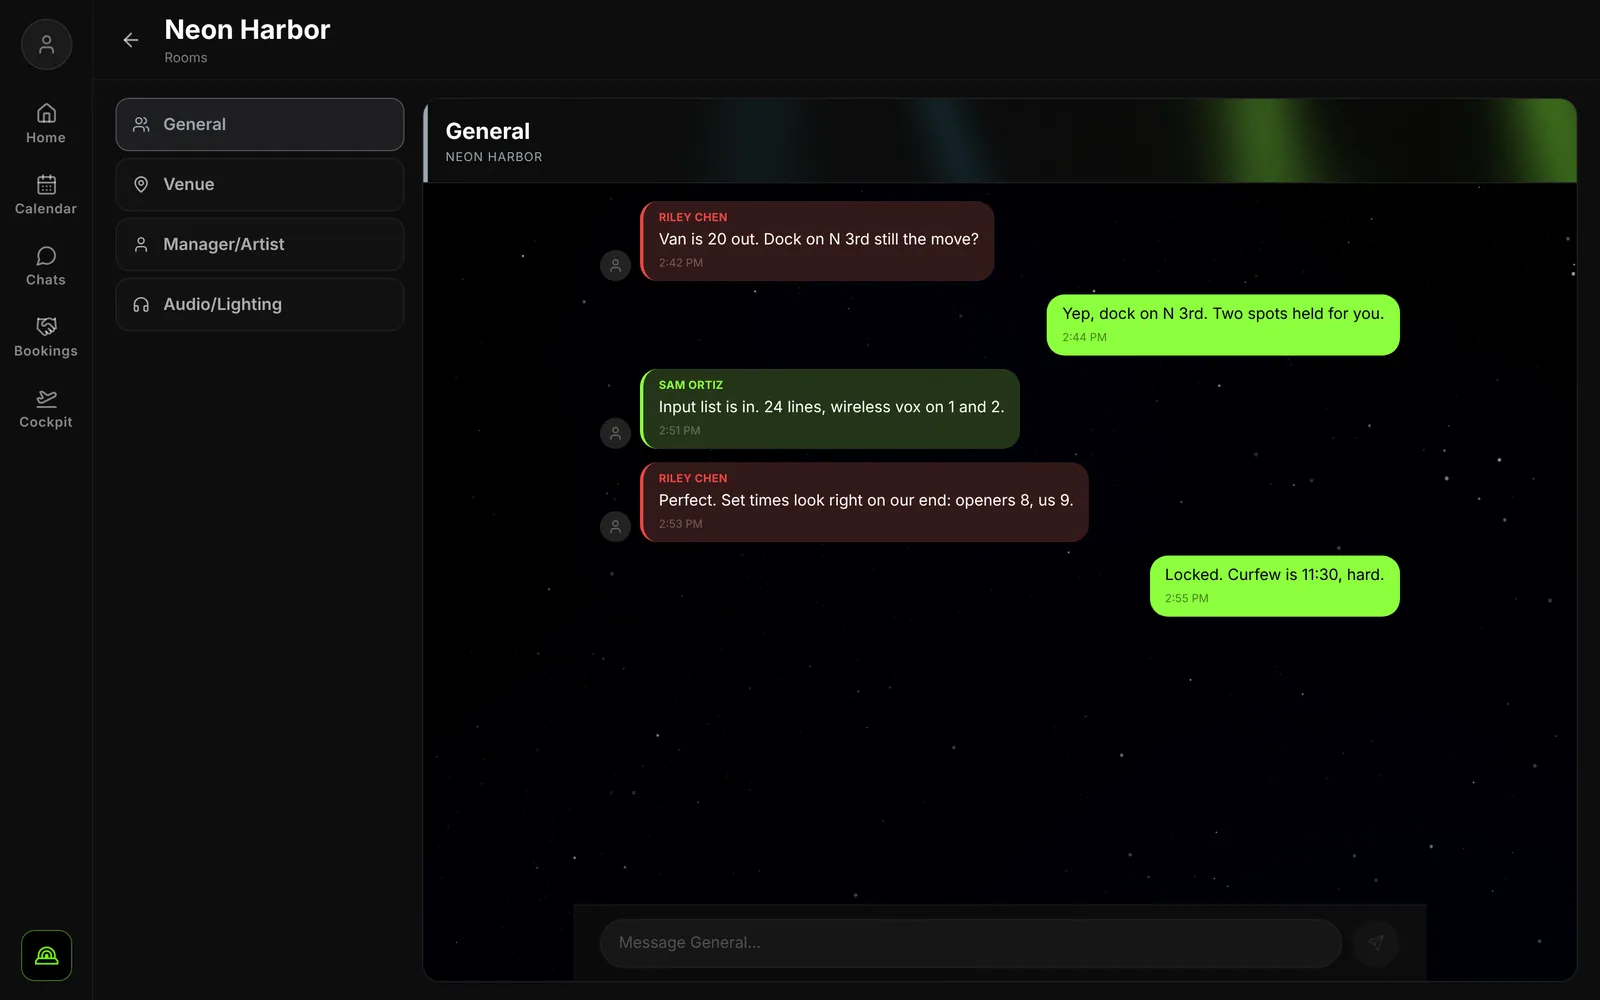 Neon Harbor
Rooms
Home
Calendar
Chats
Bookings
Cockpit
General
Venue
Manager/Artist
Audio/Lighting
General
NEON HARBOR
RILEY CHEN
Van is 20 out. Dock on N 3rd still the move?
2:42 PM
Yep, dock on N 3rd. Two spots held for you.
2:44 PM
SAM ORTIZ
Input list is in. 24 lines, wireless vox on 1 and 2.
2:51 PM
RILEY CHEN
Perfect. Set times look right on our end: openers 8, us 9.
2:53 PM
Locked. Curfew is 11:30, hard.
2:55 PM
Message General...